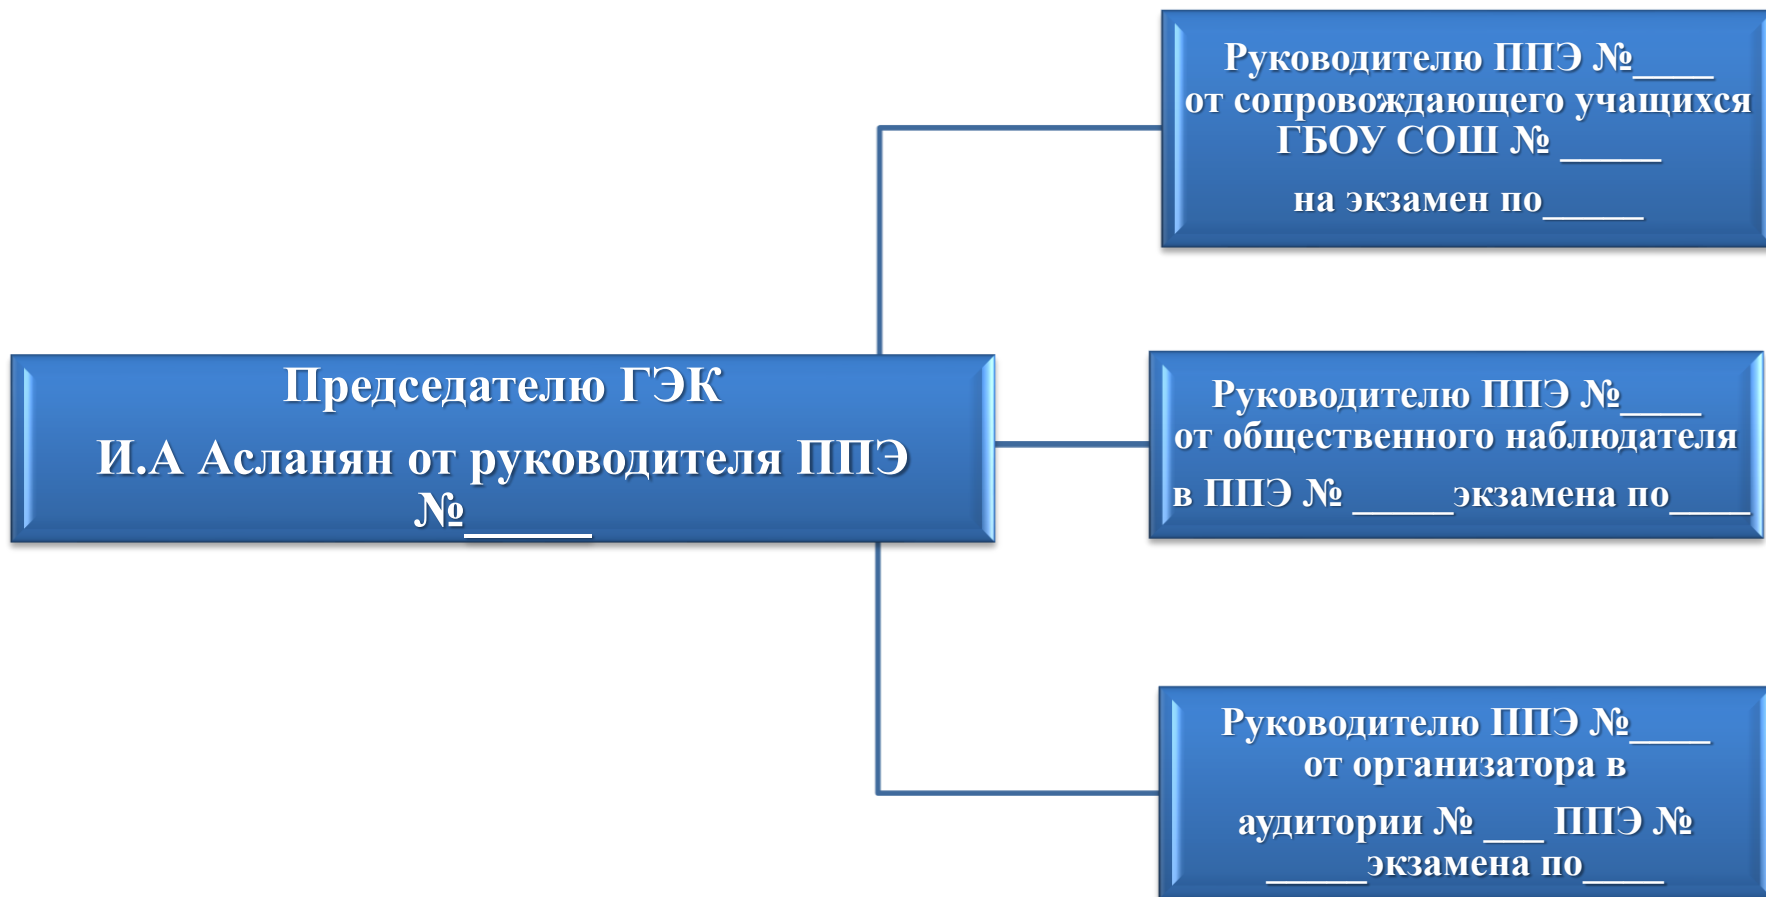 Руководителю ППЭ №____
от сопровождающего учащихся
ГБОУ СОШ № _____
на экзамен по_____
Председателю ГЭК
И.А Асланян от руководителя ППЭ
№_____
Руководителю ППЭ №____
от общественного наблюдателя
в ППЭ № _____экзамена по____
Руководителю ППЭ №____
от организатора в
аудитории № ___ ППЭ №
_____экзамена по____